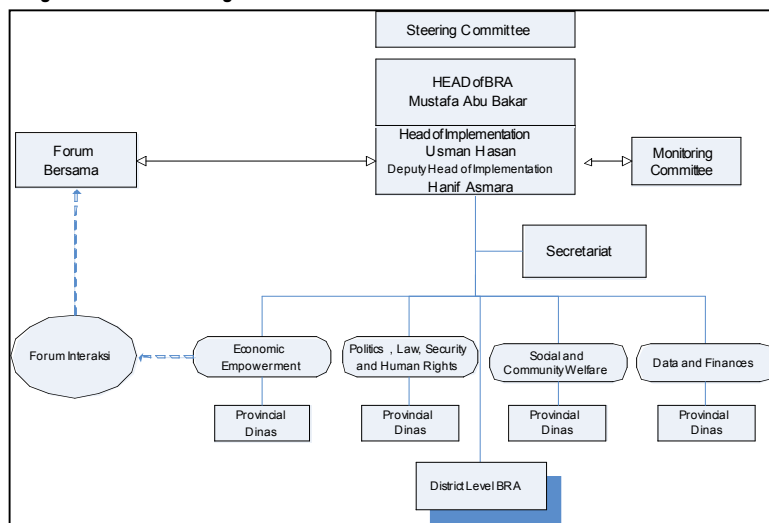 Steering Committee
HEAD of BRA
Mustafa Abu Bakar
Head of Implementation
Usman Hasan
Deputy Head of Implementation
Hanif Asmara
Forum
Bersama
Monitoring
Committee
Secretariat
Forum Interaksi
Economic
Empowerment
Politics , Law, Security
and Human Rights
Social and
Community Welfare
Data and Finances
Provincial
Dinas
Provincial
Dinas
Provincial
Dinas
Provincial
Dinas
District Level BRA